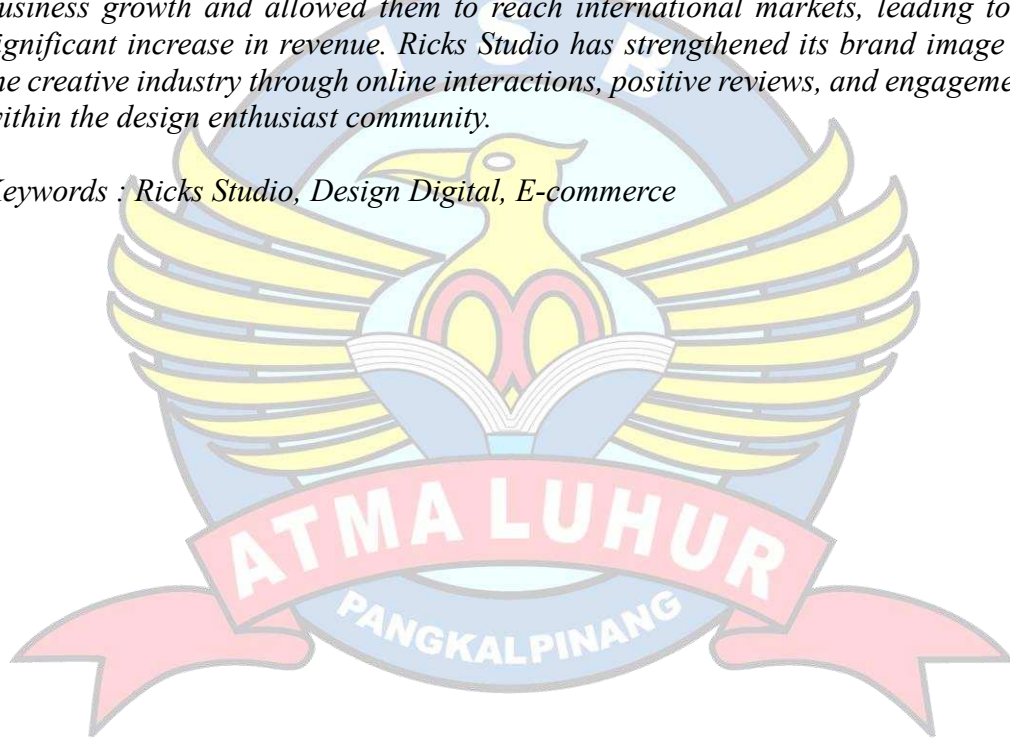 usiness growth and allowed them to reach international markets, leading to
ignificant increase in revenue. Ricks Studio has strengthened its brand image
he creative industry through online interactions, positive reviews, and engageme
ithin the design enthusiast community.
eywords : Ricks Studio, Design Digital, E-commerce
I S B
ATMA LUHUR
PANGKALPINANG